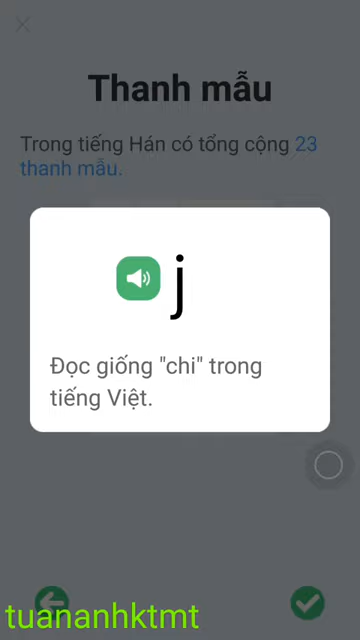 Thanh mẫu
Trong tiếng Hán có tổng cộng 23
thanh mẫu.
j
Đọc giống "chi" trong
tiếng Việt.
tuananhktmt